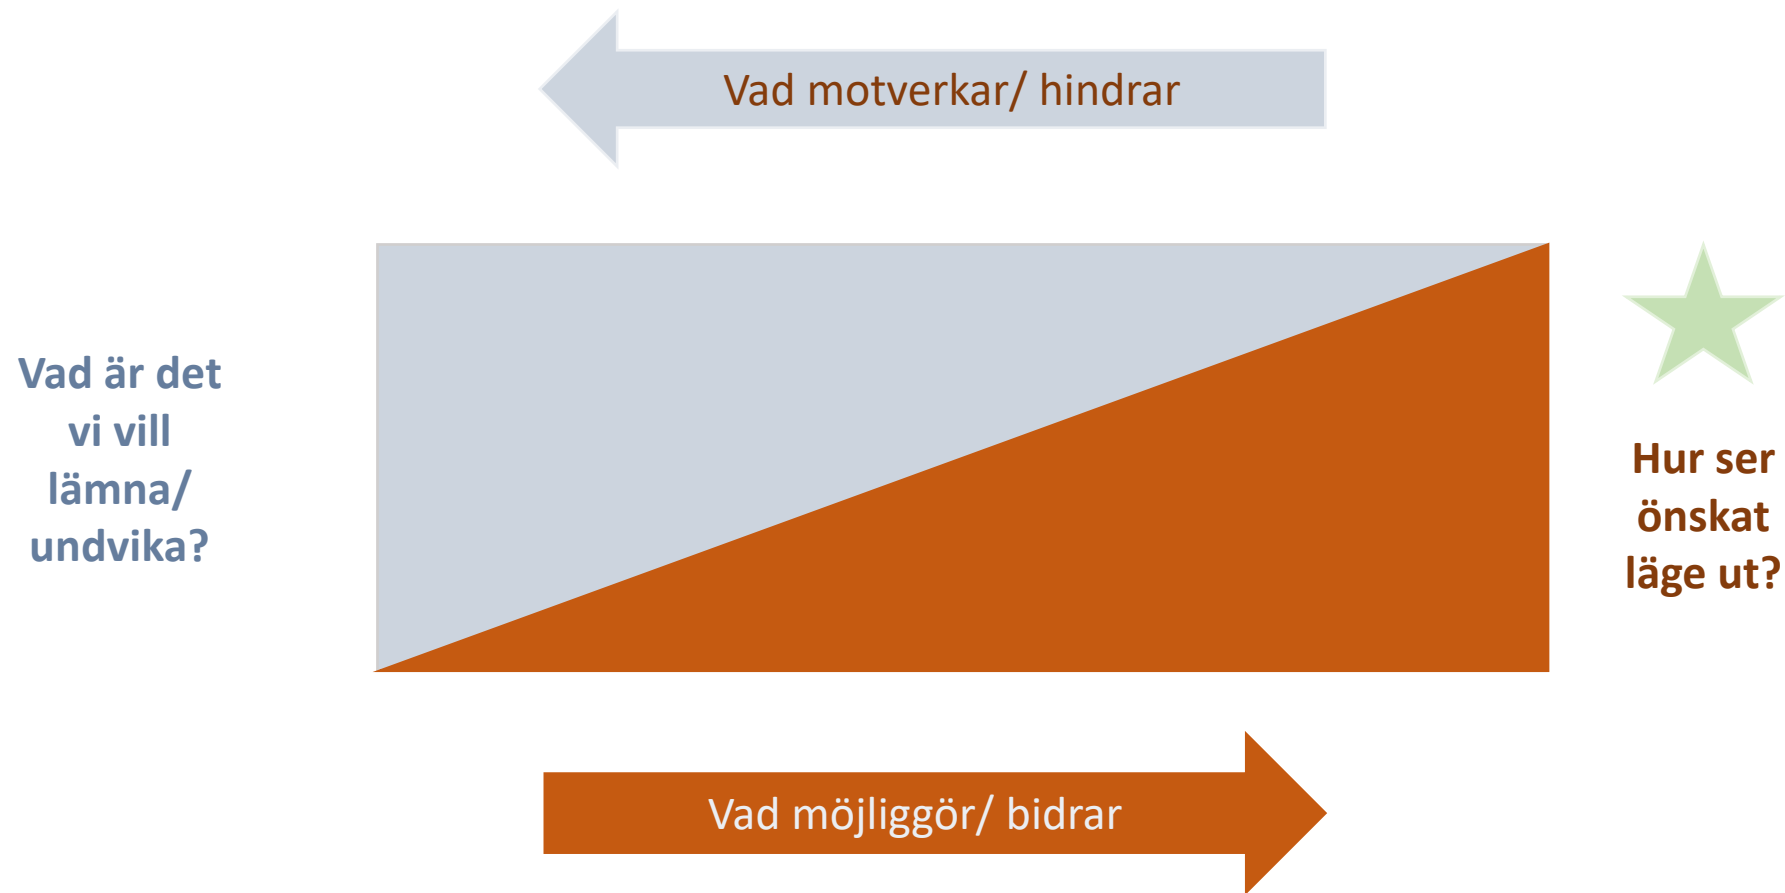 Vad motverkar/ hindrar
Vad är det
vi vill
lämna/
undvika?
Hur ser
önskat
läge ut?
Vad möjliggör/ bidrar